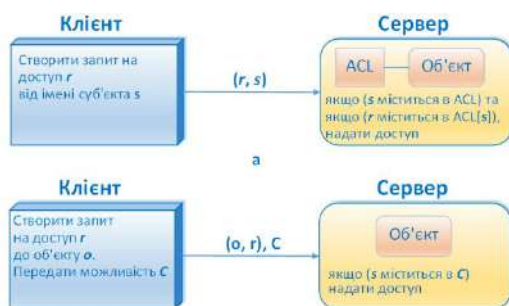 Клієнт
Сервер
Створити запит на
доступ r
від імені суб'єкта s
(r, s)
ACL
Об'єкт
якщо (s міститься в ACL) та
якщо (r міститься в ACL[s]),
надати доступ
а
Клієнт
Сервер
Створити запит
на доступ r
до об'єкту о.
Передати можливість C
(о, r), C
Об'єкт
якщо (s міститься в C)
надати доступ